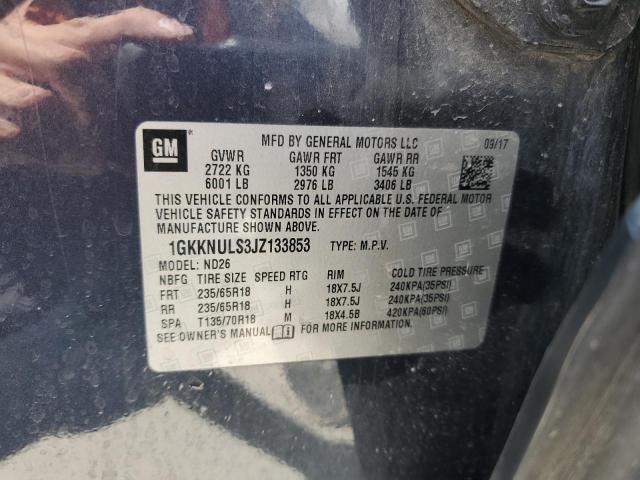 GM
MFD BY GENERAL MOTORS LLC 09/17
GVWR GAWR FRT GAWR RR
2722 KG 1350 KG 1545 KG
6001 LB 2976 LB 3406 LB
THIS VEHICLE CONFORMS TO ALL APPLICABLE U.S. FEDERAL MOTOR
VEHICLE SAFETY STANDARDS IN EFFECT ON THE DATE OF
MANUFACTURE SHOWN ABOVE.
1GKKNULS3JZ133853 TYPE: M.P.V.
MODEL: ND26
NBFG TIRE SIZE SPEED RTG RIM COLD TIRE PRESSURE
FRT 235/65R18 H 18X7.5J 240KPA(35PSI)
RR 235/65R18 H 18X7.5J 240KPA(35PSI)
SPA T135/70R18 M 18X4.5B 420KPA(60PSI)
SEE OWNER'S MANUAL FOR MORE INFORMATION.